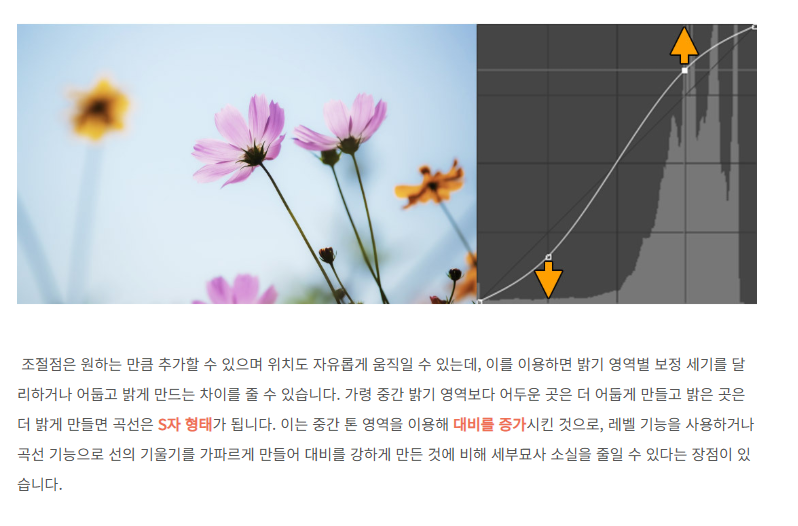 조절점은 원하는 만큼 추가할 수 있으며 위치도 자유롭게 움직일 수 있는데, 이를 이용하면 밝기 영역별 보정 세기를 달
리하거나 어둡고 밝게 만드는 차이를 줄 수 있습니다. 가령 중간 밝기 영역보다 어두운 곳은 더 어둡게 만들고 밝은 곳은
더 밝게 만들면 곡선은 S자 형태가 됩니다. 이는 중간 톤 영역을 이용해 대비를 증가시킨 것으로, 레벨 기능을 사용하거나
곡선 기능으로 선의 기울기를 가파르게 만들어 대비를 강하게 만든 것에 비해 세부묘사 소실을 줄일 수 있다는 장점이 있
습니다.